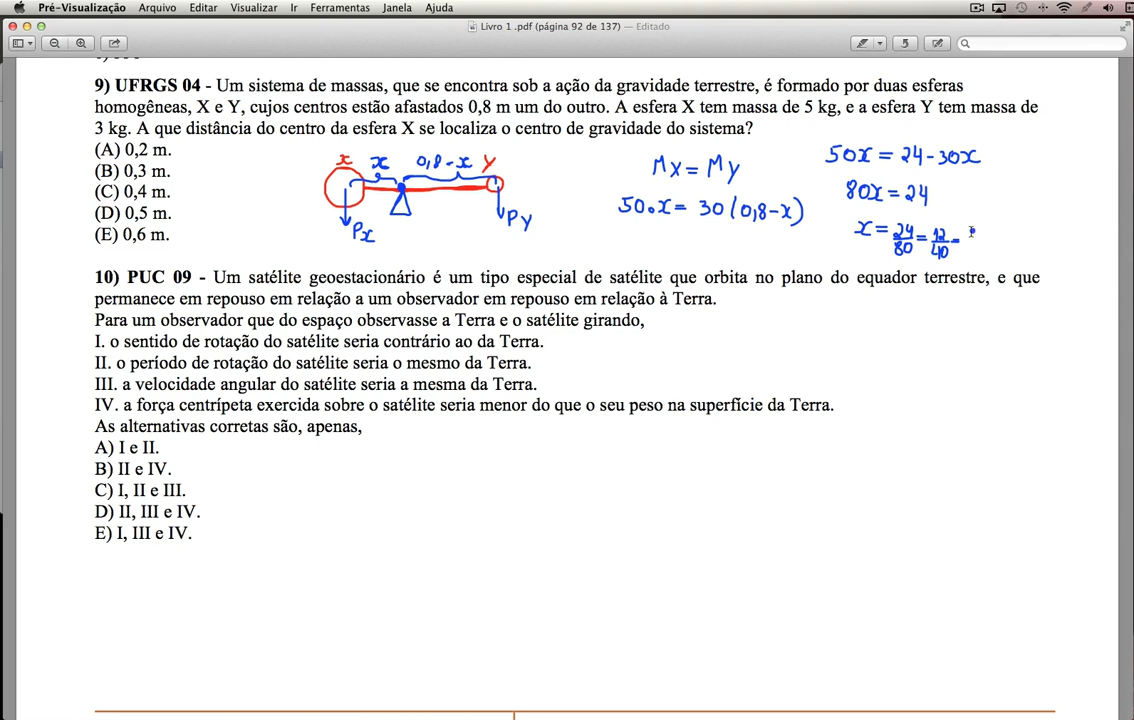 Pré-Visualização Arquivo Editar Visualizar Ir Ferramentas Janela Ajuda
Livro 1 .pdf (página 92 de 137) — Editado
9) UFRGS 04 - Um sistema de massas, que se encontra sob a ação da gravidade terrestre, é formado por duas esferas
homogêneas, X e Y, cujos centros estão afastados 0,8 m um do outro. A esfera X tem massa de 5 kg, e a esfera Y tem massa de
3 kg. A que distância do centro da esfera X se localiza o centro de gravidade do sistema?
(A) 0,2 m.
(B) 0,3 m.
(C) 0,4 m.
(D) 0,5 m.
(E) 0,6 m.
x x 0,8-x y
Px Py
Mx = My
50.x = 30(0,8-x)
50x = 24-30x
80x = 24
x = 24/80 = 12/40 =
10) PUC 09 - Um satélite geoestacionário é um tipo especial de satélite que orbita no plano do equador terrestre, e que
permanece em repouso em relação a um observador em repouso em relação à Terra.
Para um observador que do espaço observasse a Terra e o satélite girando,
I. o sentido de rotação do satélite seria contrário ao da Terra.
II. o período de rotação do satélite seria o mesmo da Terra.
III. a velocidade angular do satélite seria a mesma da Terra.
IV. a força centrípeta exercida sobre o satélite seria menor do que o seu peso na superfície da Terra.
As alternativas corretas são, apenas,
A) I e II.
B) II e IV.
C) I, II e III.
D) II, III e IV.
E) I, III e IV.